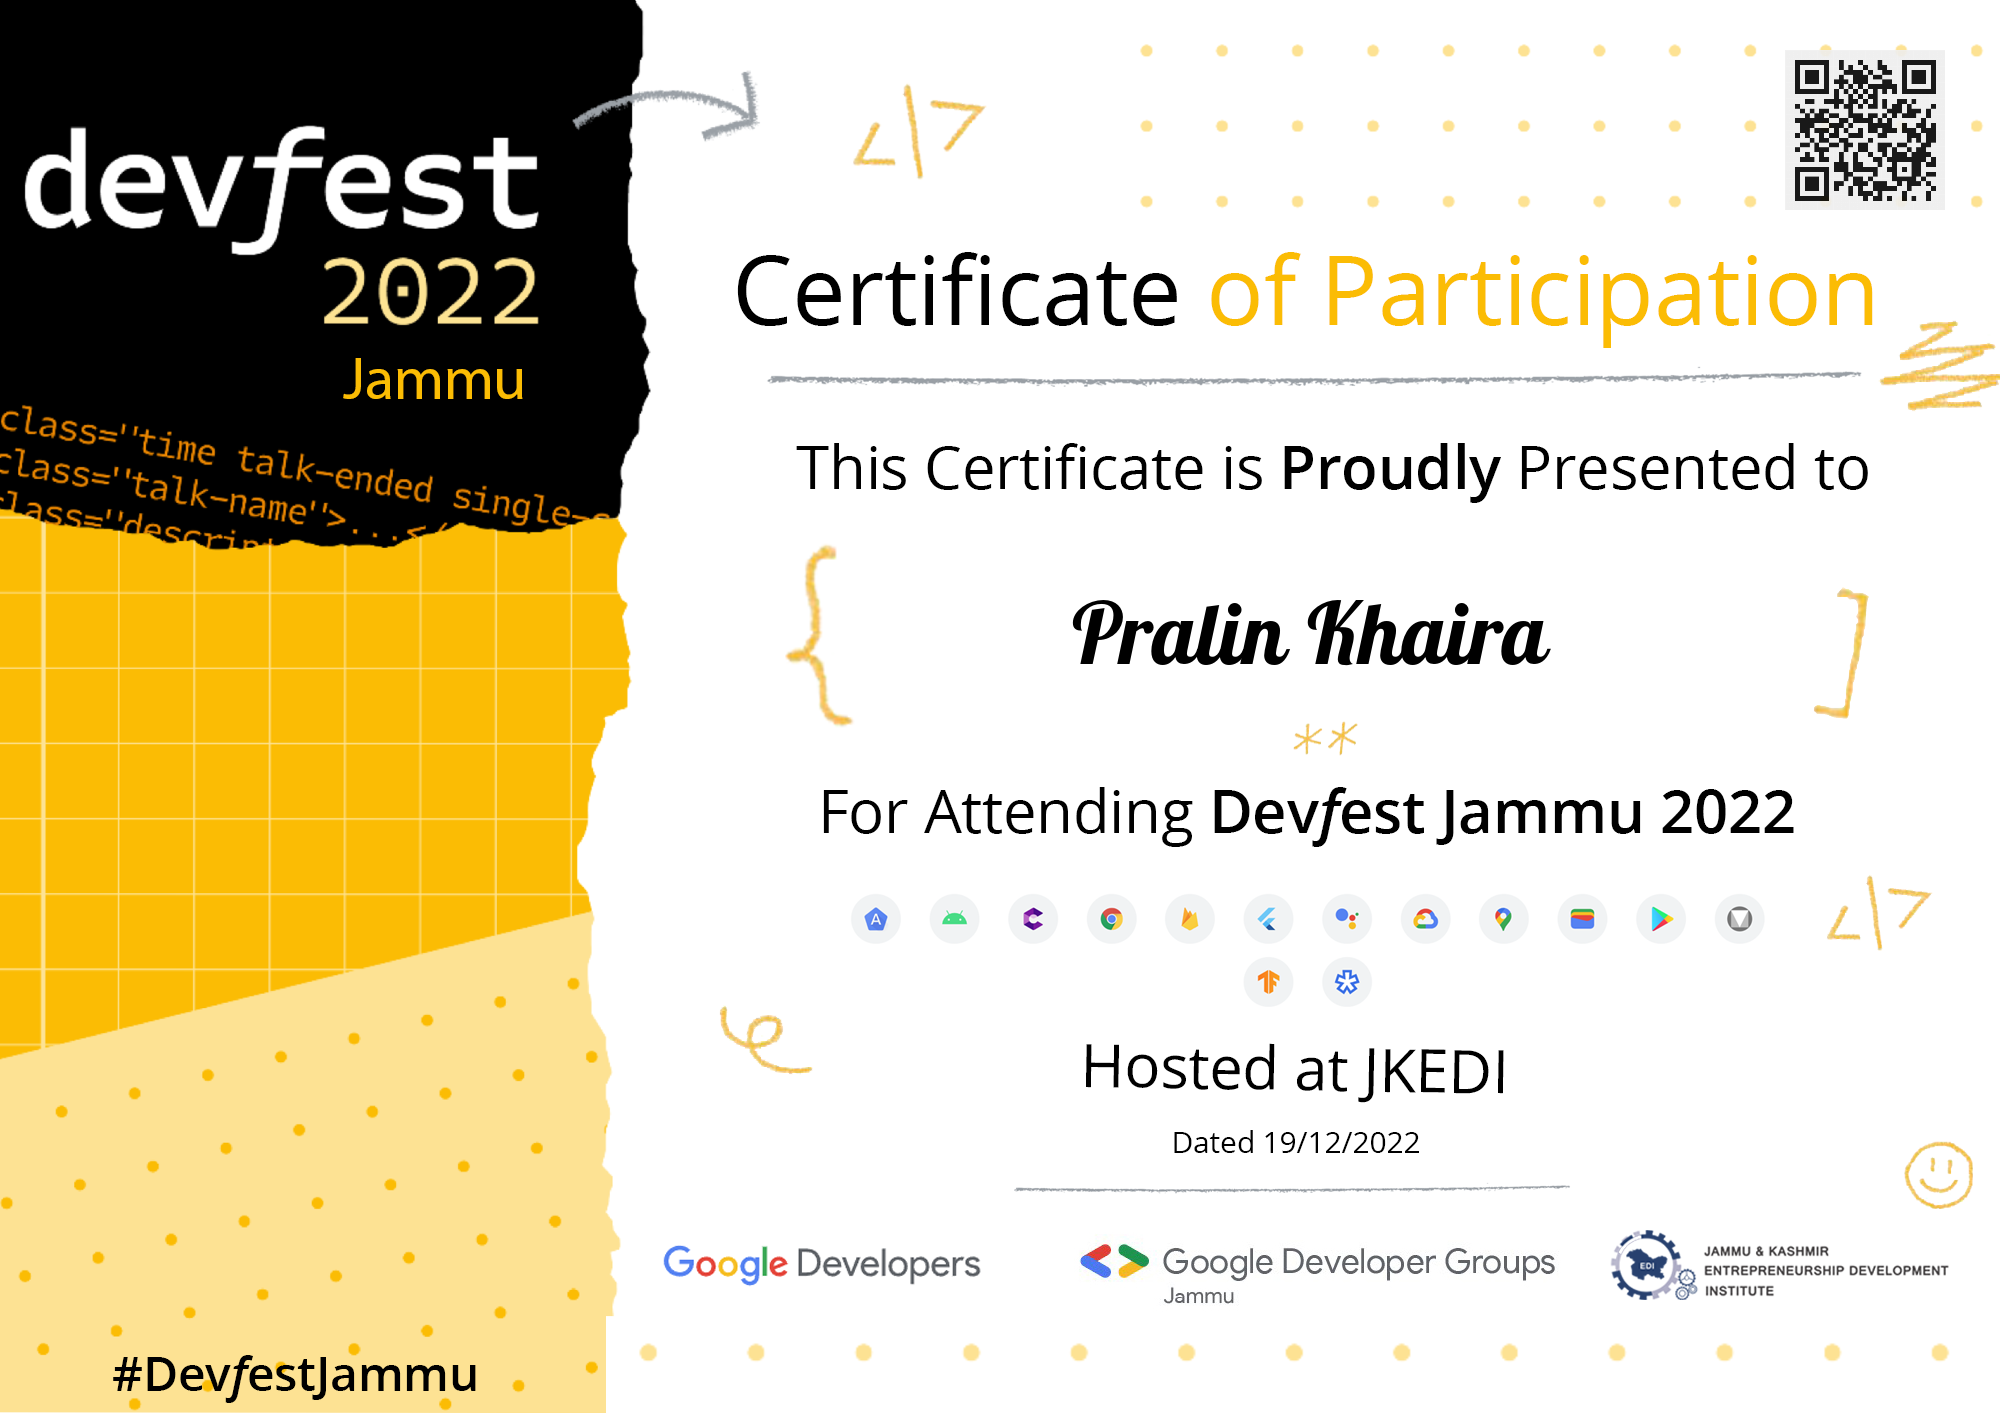 devfest
2022
Jammu
class="time talk-ended single-
class="talk-name">...</
class="descript
</>
Certificate of Participation
This Certificate is Proudly Presented to
{
Pralin Khaira
]
**
For Attending Devfest Jammu 2022
</>
Hosted at JKEDI
Dated 19/12/2022
Google Developers
Google Developer Groups
Jammu
EDI
JAMMU & KASHMIR
ENTREPRENEURSHIP DEVELOPMENT
INSTITUTE
#DevfestJammu